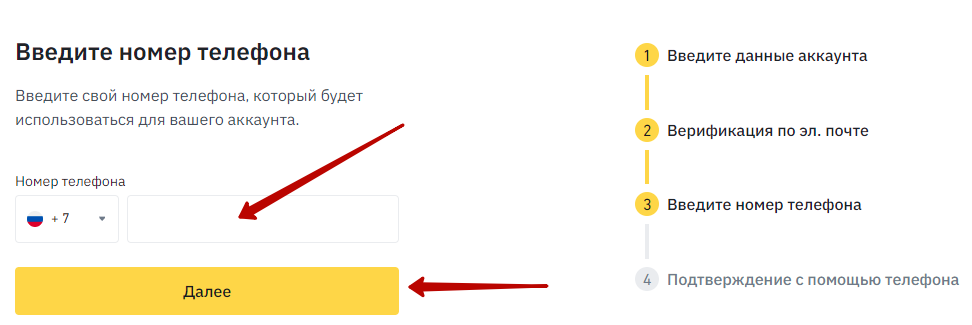 Введите номер телефона
Введите свой номер телефона, который будет
использоваться для вашего аккаунта.
Номер телефона
+ 7
Далее
1 Введите данные аккаунта
2 Верификация по эл. почте
3 Введите номер телефона
4 Подтверждение с помощью телефона